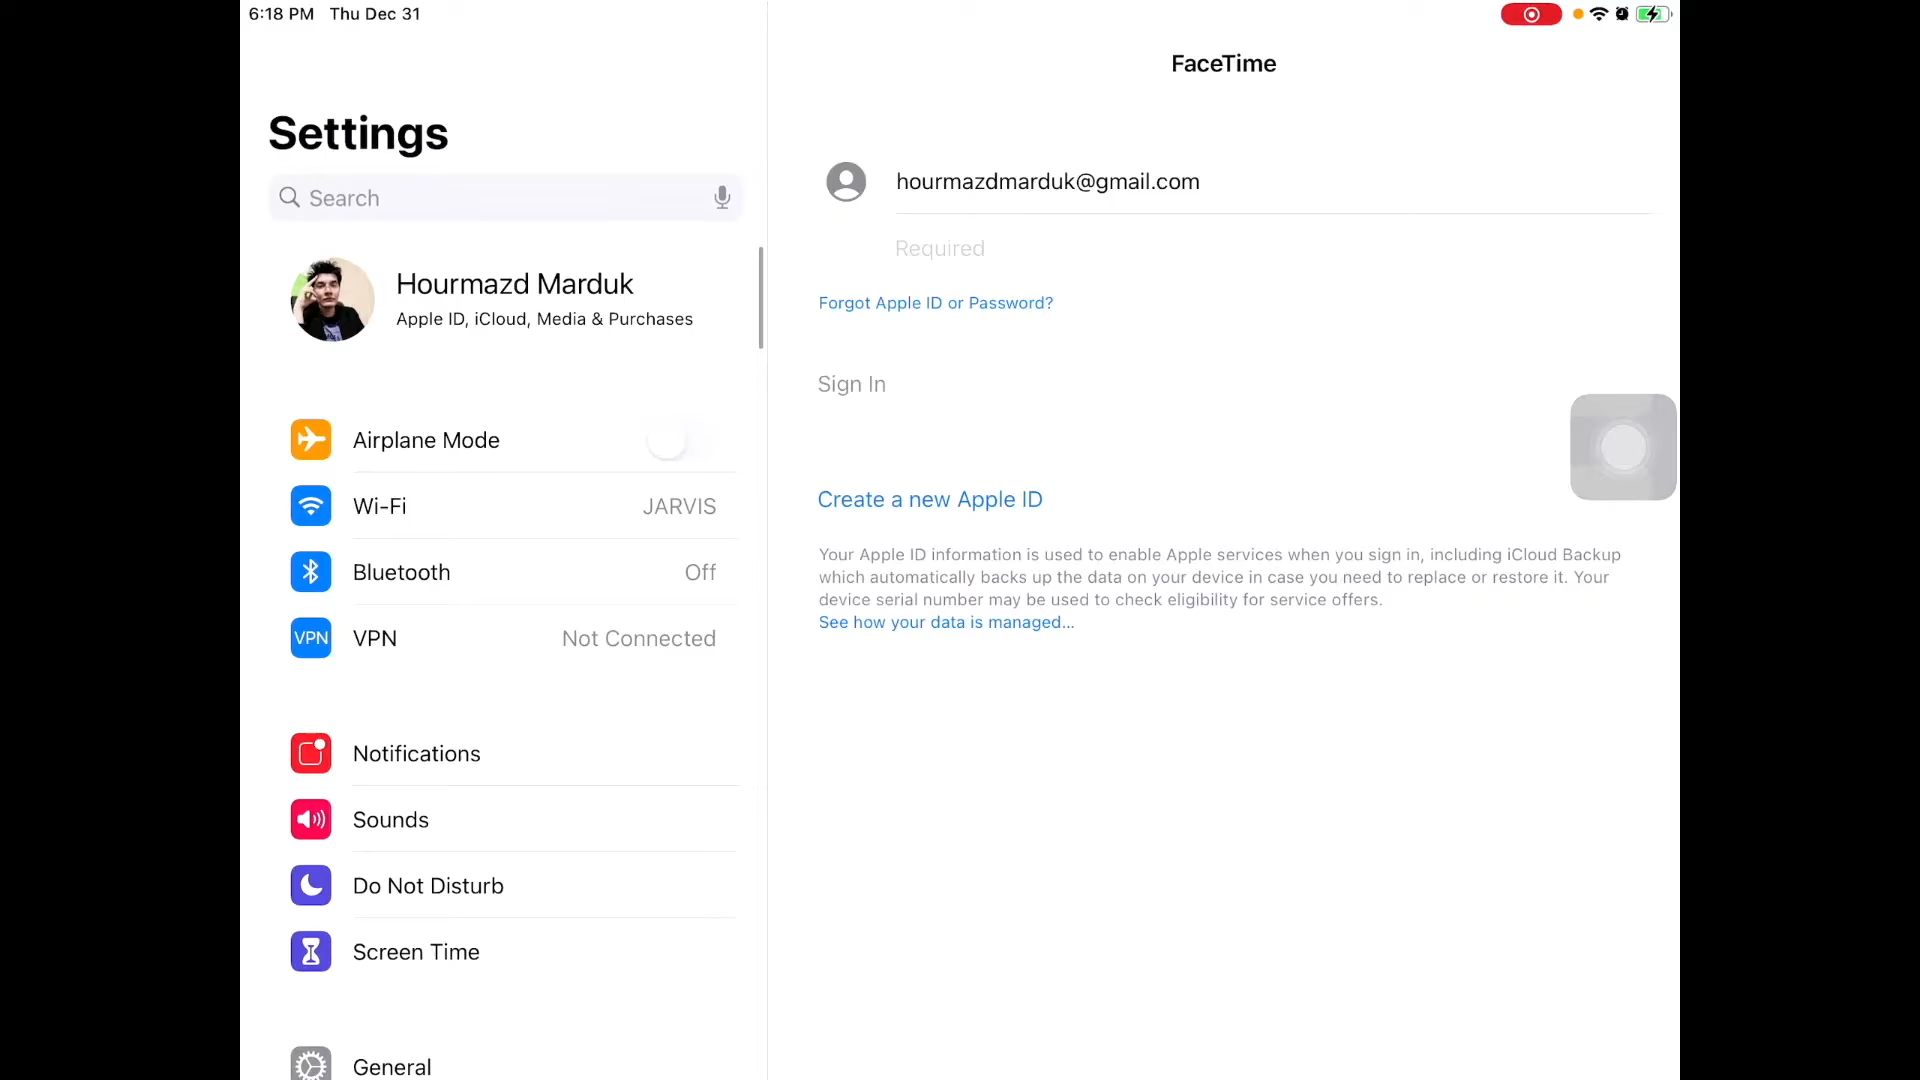 6:18 PM Thu Dec 31
Settings
Search
Hourmazd Marduk
Apple ID, iCloud, Media & Purchases
Airplane Mode
Wi-Fi JARVIS
Bluetooth Off
VPN VPN Not Connected
Notifications
Sounds
Do Not Disturb
Screen Time
General
FaceTime
hourmazdmarduk@gmail.com
Required
Forgot Apple ID or Password?
Sign In
Create a new Apple ID
Your Apple ID information is used to enable Apple services when you sign in, including iCloud Backup
which automatically backs up the data on your device in case you need to replace or restore it. Your
device serial number may be used to check eligibility for service offers.
See how your data is managed...